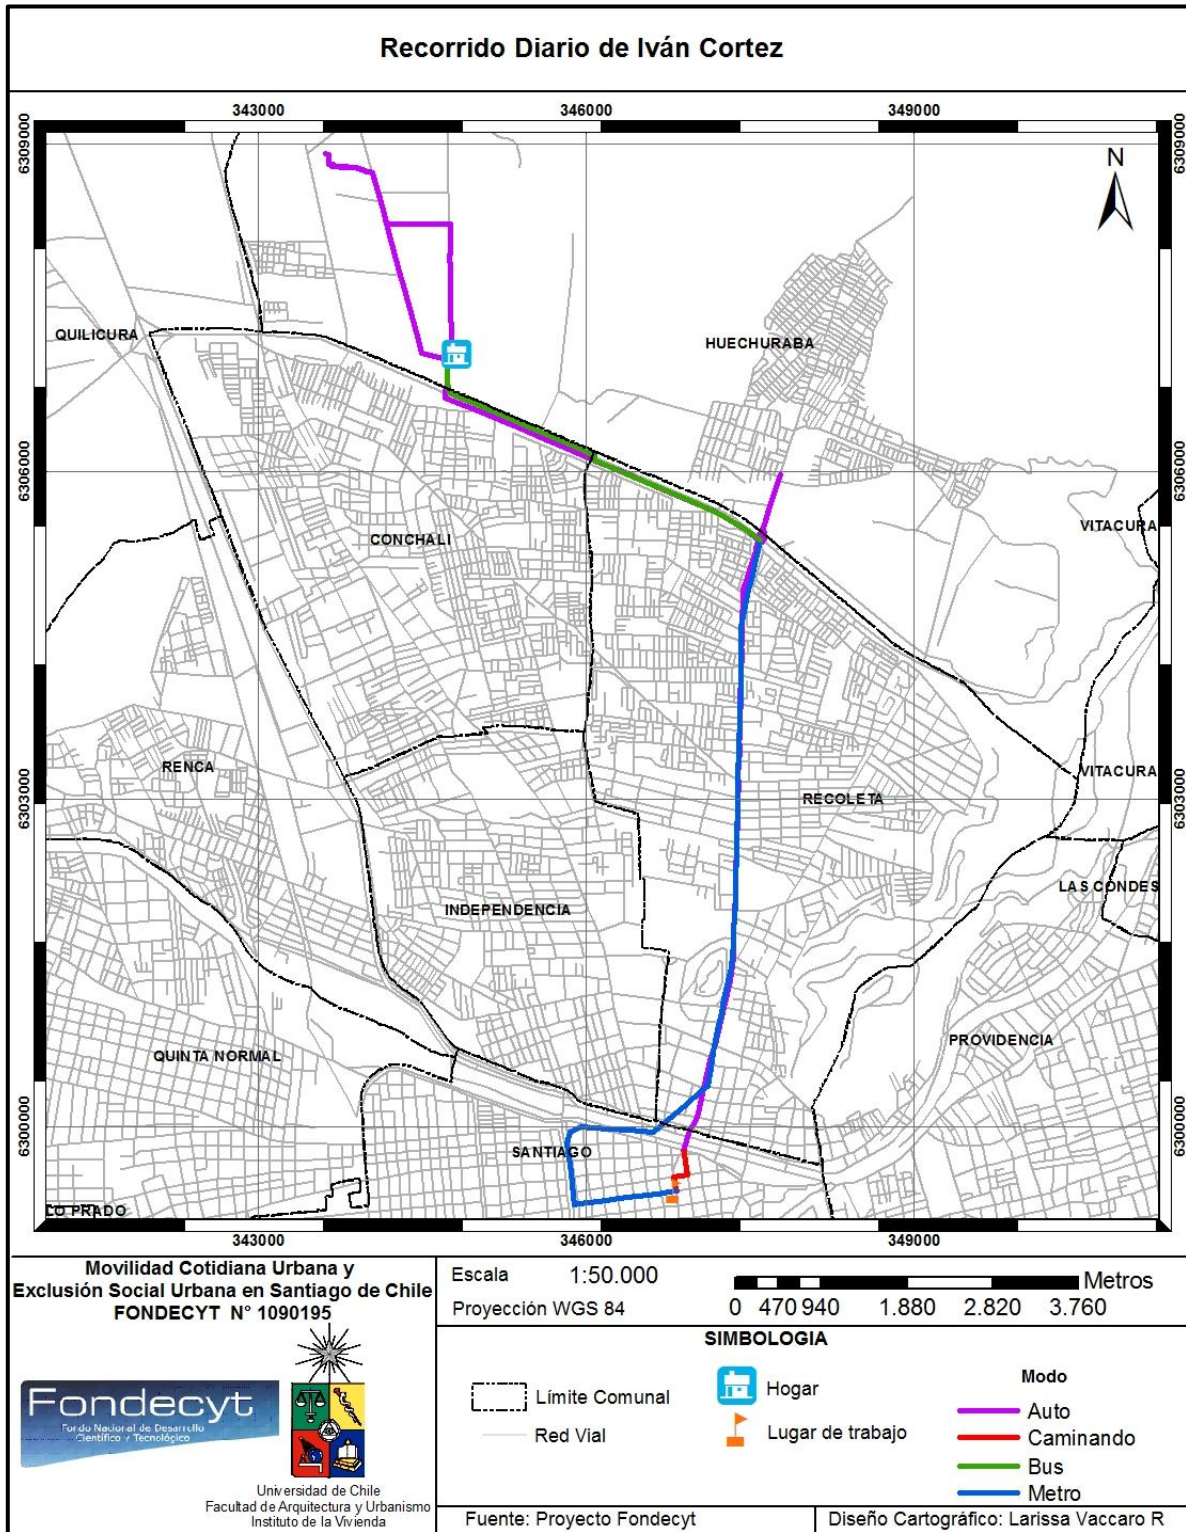 Recorrido Diario de Iván Cortez
343000
346000
349000
6309000
6309000
N
QUILICURA
HUECHURABA
6306000
6306000
CONCHALI
VITACURA
RENCA
VITACURA
6303000
RECOLETA
6303000
LAS CONDES
INDEPENDENCIA
PROVIDENCIA
QUINTA NORMAL
6300000
6300000
SANTIAGO
LO PRADO
343000
346000
349000
Movilidad Cotidiana Urbana y
Exclusión Social Urbana en Santiago de Chile
FONDECYT N° 1090195
Fondecyt
Fondo Nacional de Desarrollo
Científico y Tecnológico
Universidad de Chile
Facultad de Arquitectura y Urbanismo
Instituto de la Vivienda
Escala 1:50.000
Metros
Proyección WGS 84
0 470 940 1.880 2.820 3.760
SIMBOLOGIA
Límite Comunal
Red Vial
Hogar
Lugar de trabajo
Modo
Auto
Caminando
Bus
Metro
Fuente: Proyecto Fondecyt
Diseño Cartográfico: Larissa Vaccaro R